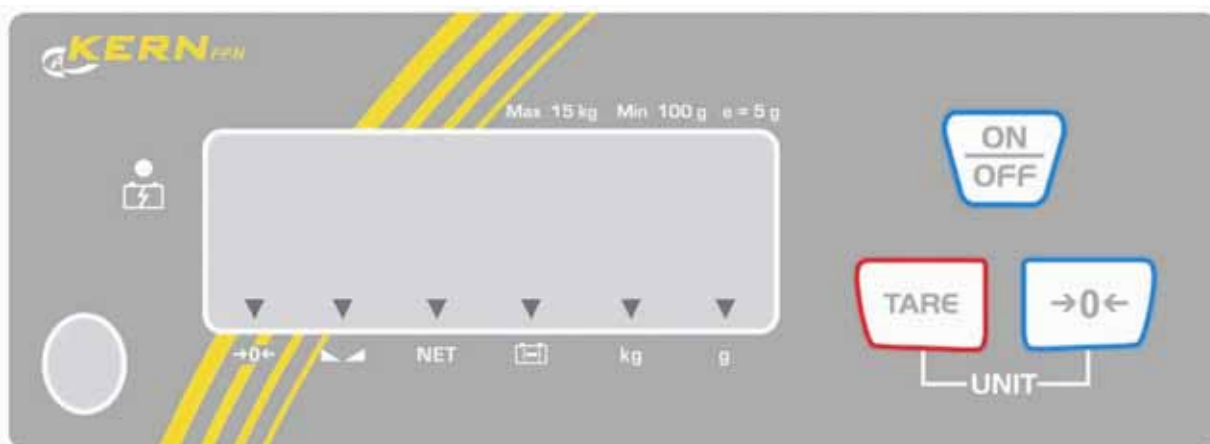 KERN FFN
Max 15 kg Min 100 g e = 5 g
ON
OFF
TARE
→0←
→0←
NET
kg
g
UNIT